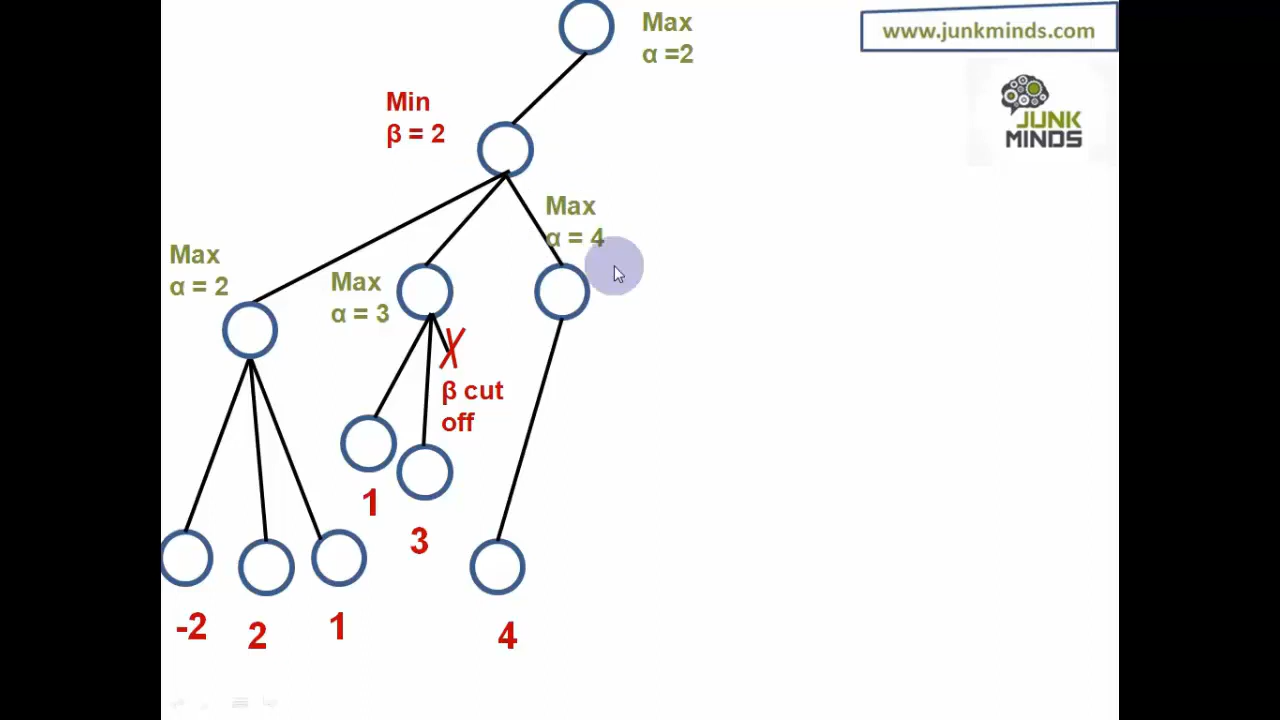 Max
α =2
www.junkminds.com
JUNK
MINDS
Min
β = 2
Max
α = 4
Max
α = 2
Max
α = 3
β cut
off
1
3
-2
2
1
4